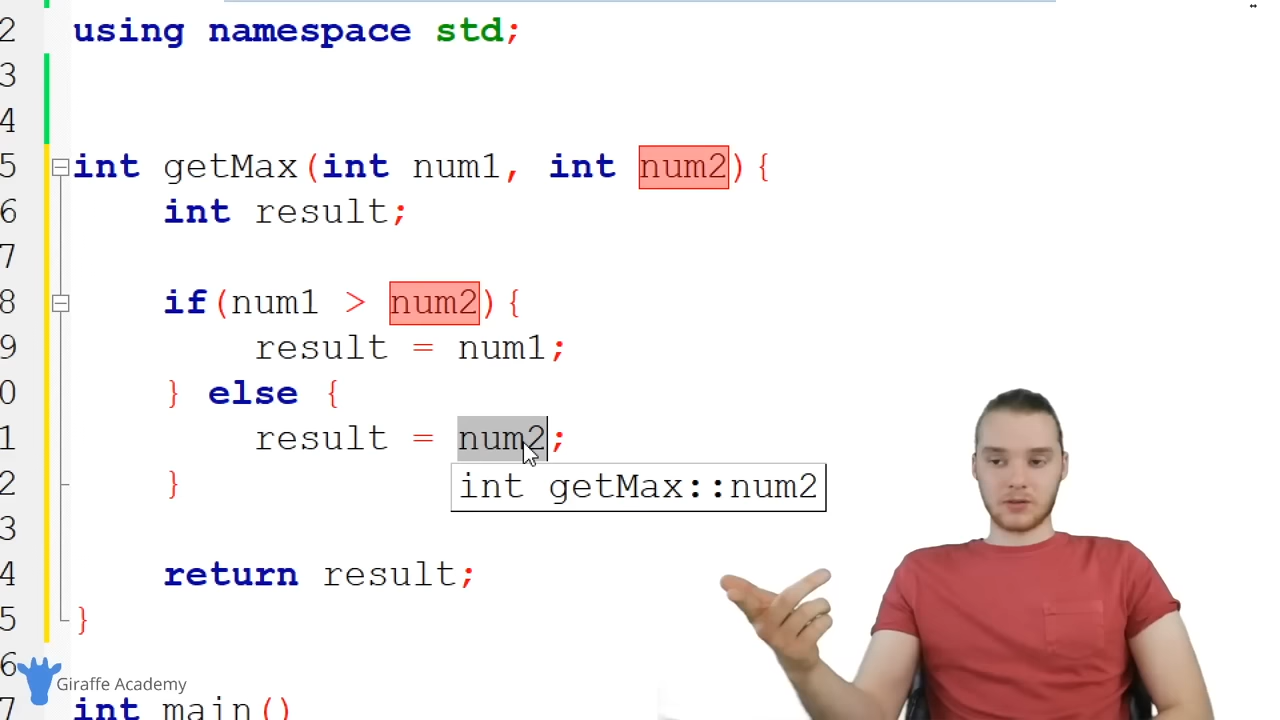 2 using namespace std;
3
4
5 int getMax(int num1, int num2){
6 int result;
7
8 if(num1 > num2){
9 result = num1;
0 } else {
1 result = num2;
2 }
int getMax::num2
3
4 return result;
5 }
6
Giraffe Academy
7 int main()